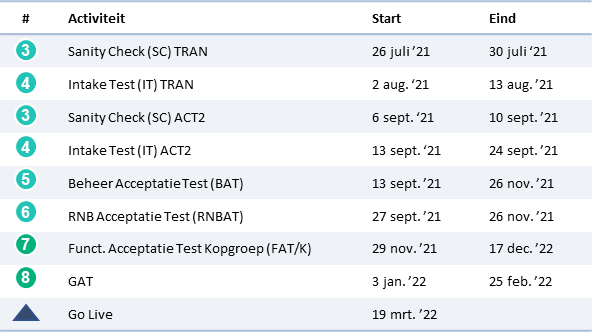 # Activiteit Start Eind
3 Sanity Check (SC) TRAN 26 juli ’21 30 juli ‘21
4 Intake Test (IT) TRAN 2 aug. ‘21 13 aug. ’21
3 Sanity Check (SC) ACT2 6 sept. ‘21 10 sept. ’21
4 Intake Test (IT) ACT2 13 sept. ‘21 24 sept. ’21
5 Beheer Acceptatie Test (BAT) 13 sept. ’21 26 nov. ’21
6 RNB Acceptatie Test (RNBAT) 27 sept. ’21 26 nov. ’21
7 Funct. Acceptatie Test Kopgroep (FAT/K) 29 nov. ’21 17 dec. ’22
8 GAT 3 jan. ’22 25 feb. ’22
Go Live 19 mrt. ’22